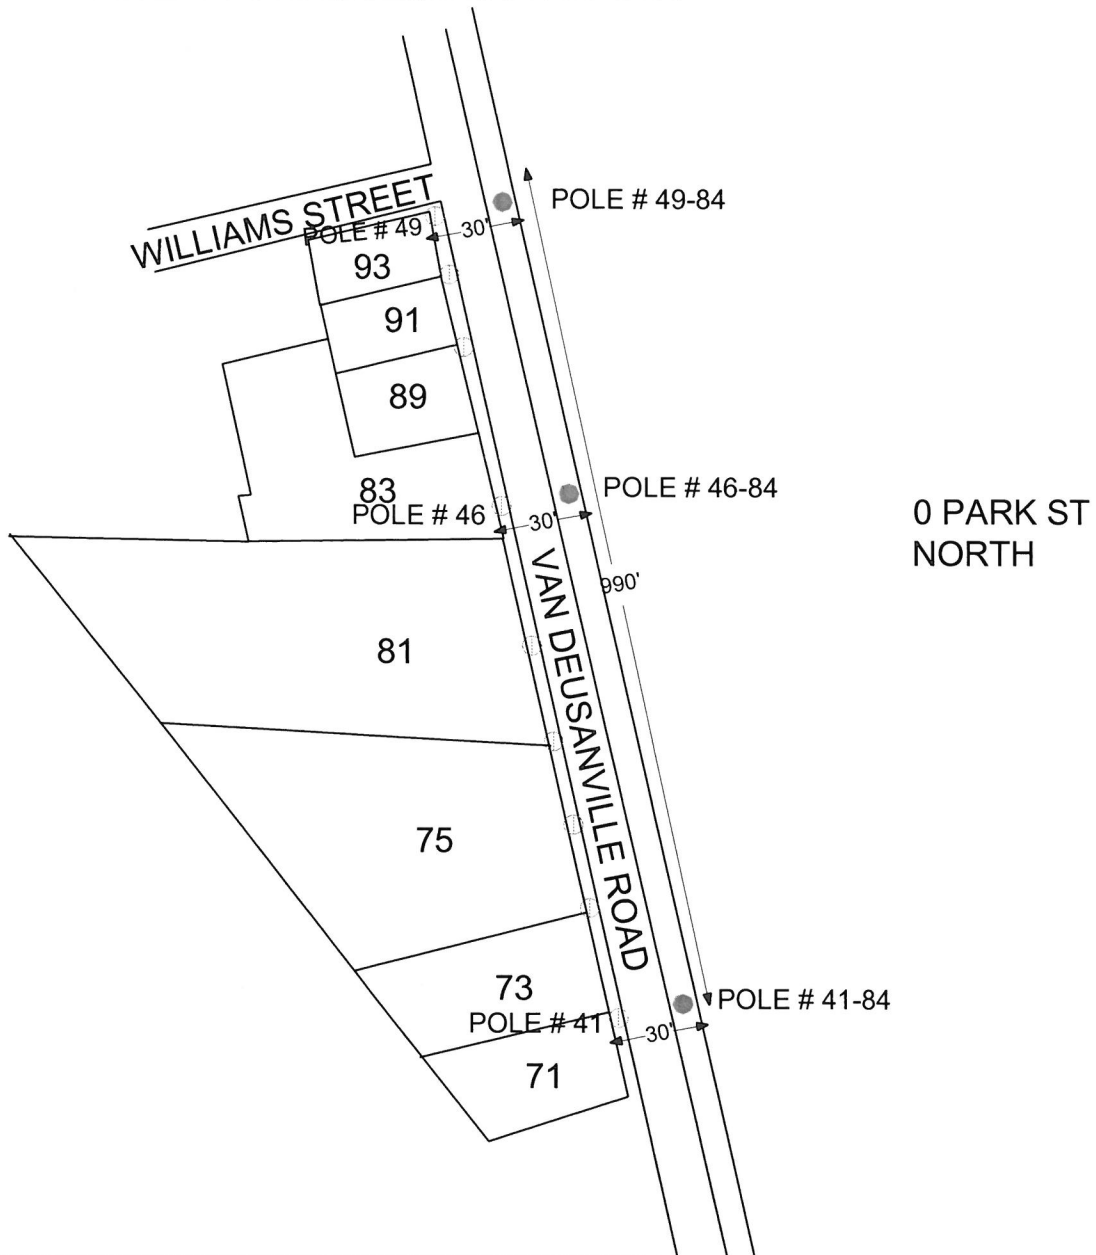 POLE # 49-84
WILLIAMS STREET
POLE # 49
30'
93
91
89
83
POLE # 46-84
POLE # 46
30'
0 PARK ST
NORTH
990'
VAN DEUSANVILLE ROAD
81
75
73
POLE # 41-84
POLE # 41
30'
71